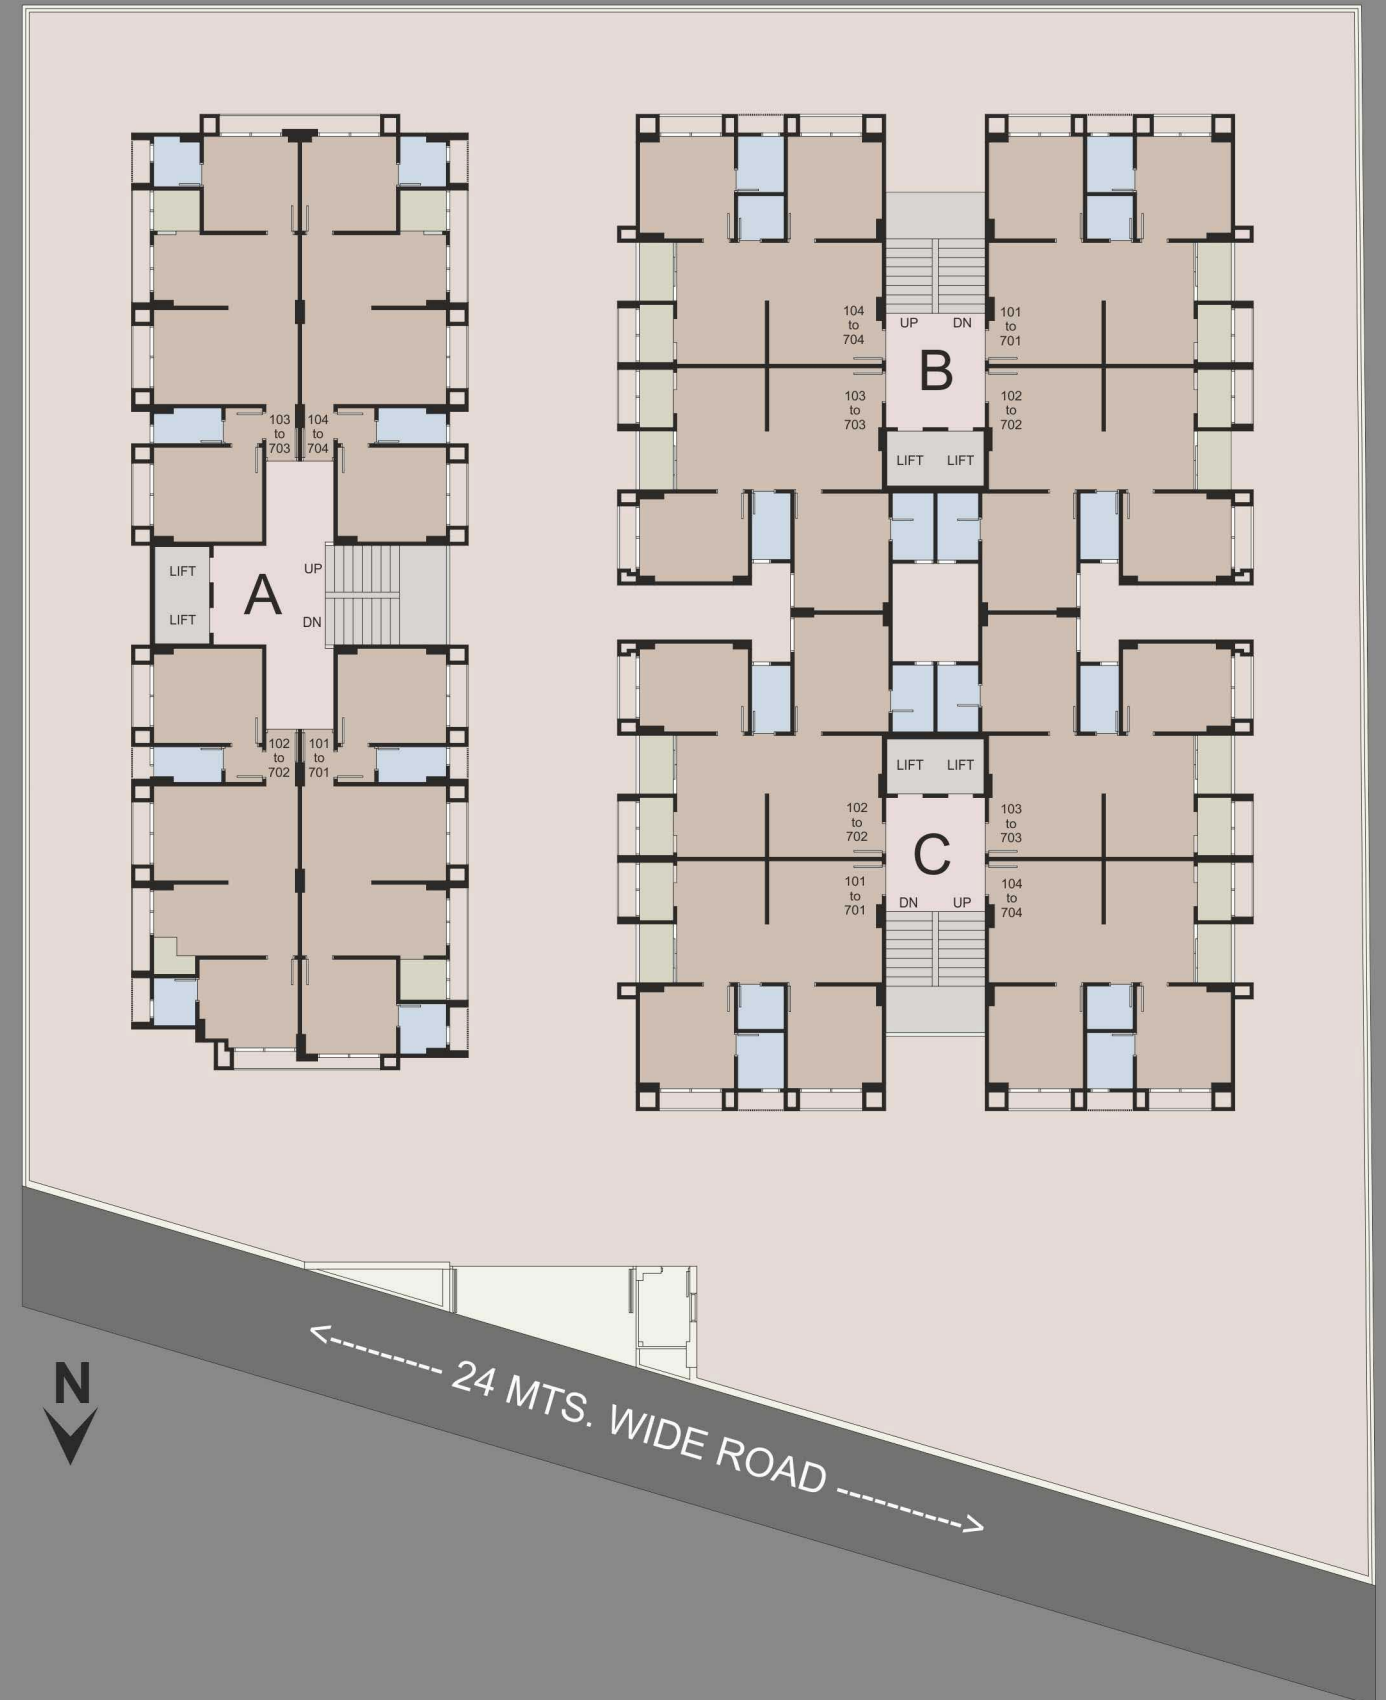 104
to
704
UP
DN
101
to
701
B
103
to
703
102
to
702
LIFT
LIFT
103
to
703
104
to
704
LIFT
LIFT
A
UP
DN
102
to
702
101
to
701
LIFT
LIFT
102
to
702
103
to
703
C
101
to
701
104
to
704
DN
UP
N
24 MTS. WIDE ROAD